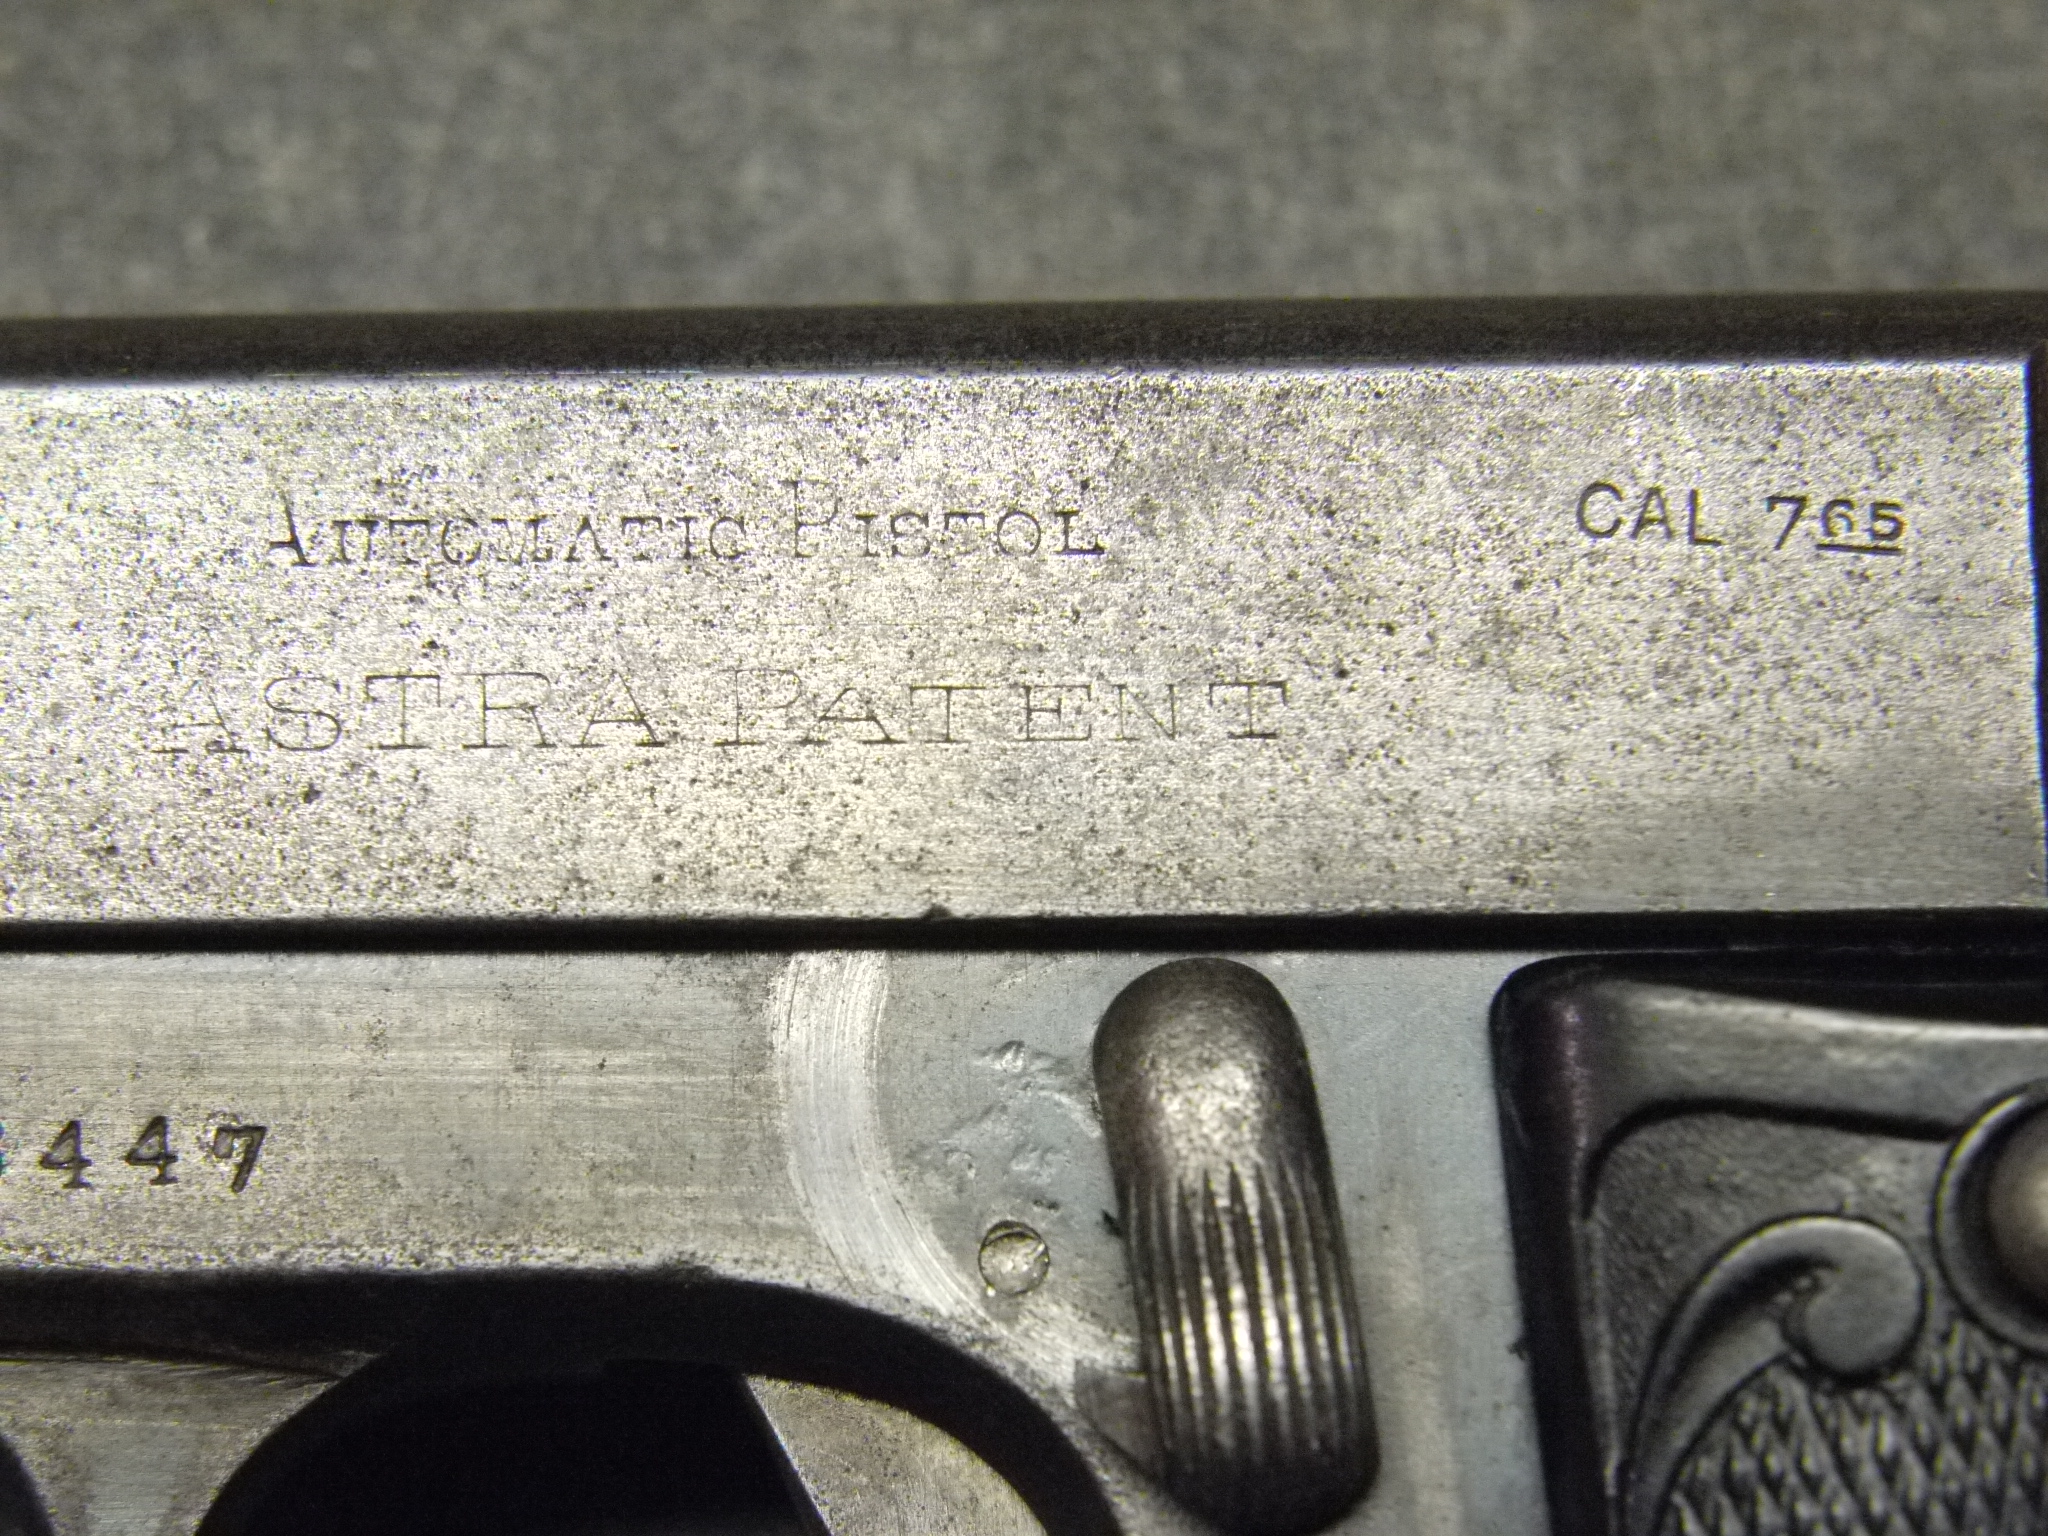 AUTOMATIC PISTOL CAL 765
ASTRA PATENT
447